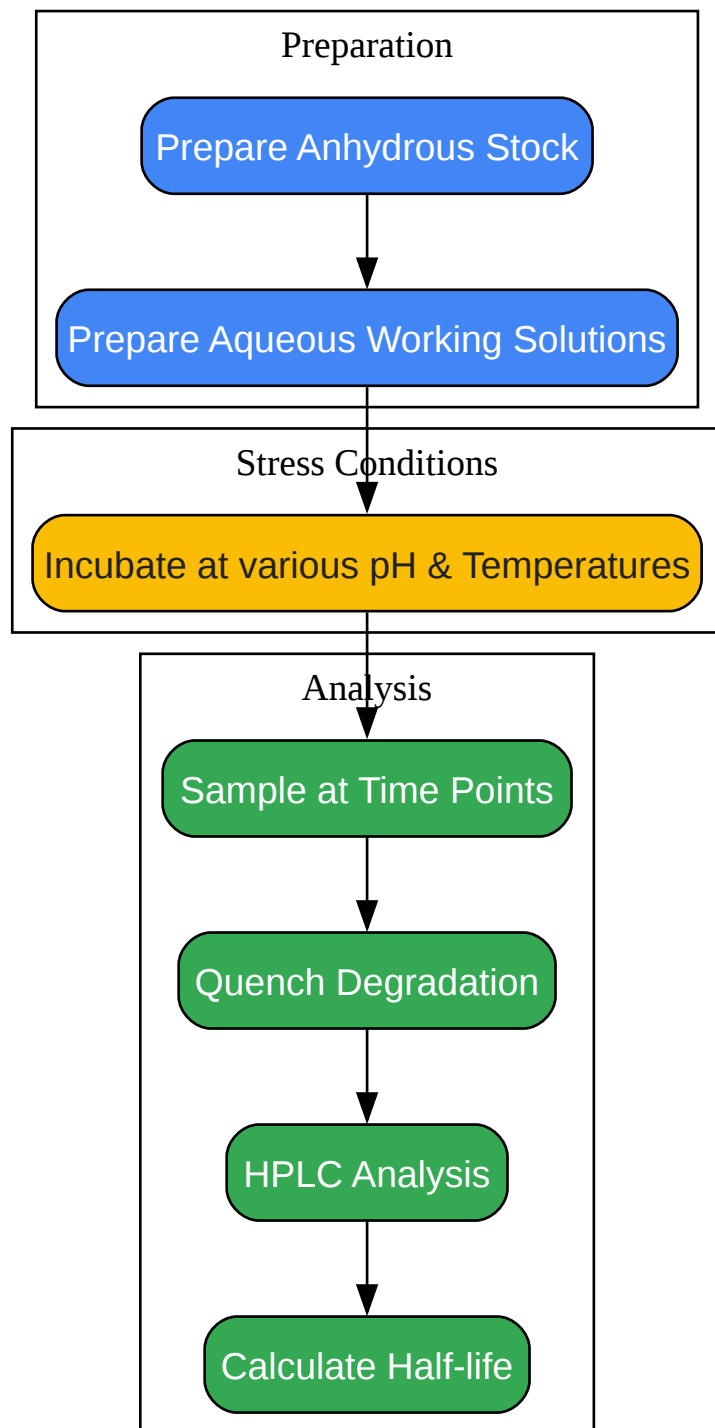 Preparation
Prepare Anhydrous Stock
Prepare Aqueous Working Solutions
Stress Conditions
Incubate at various pH & Temperatures
Analysis
Sample at Time Points
Quench Degradation
HPLC Analysis
Calculate Half-life